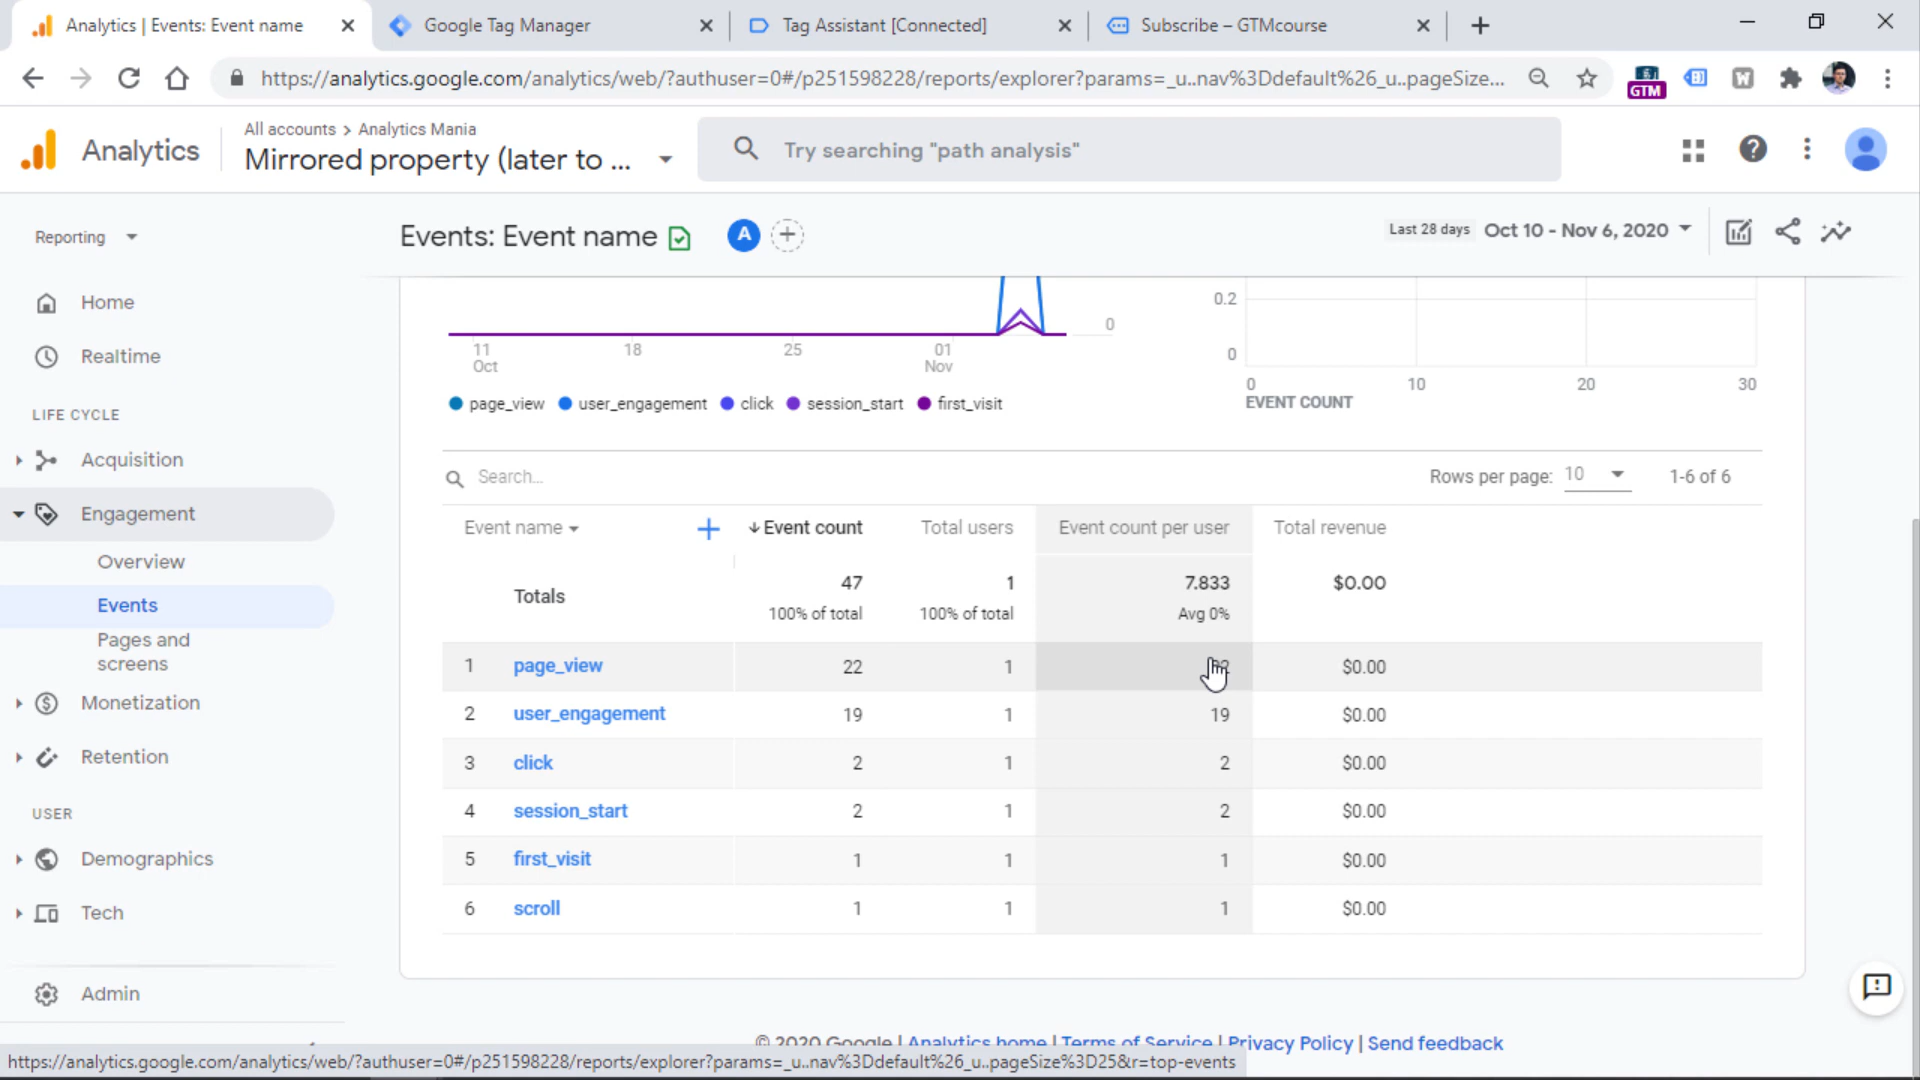 Analytics | Events: Event name
Google Tag Manager
Tag Assistant [Connected]
Subscribe – GTMcourse
https://analytics.google.com/analytics/web/?authuser=0#/p251598228/reports/explorer?params=_u..nav%3Ddefault%26_u..pageSize...
GTM
W
Analytics
All accounts > Analytics Mania
Mirrored property (later to ...
Try searching "path analysis"
Reporting
Events: Event name
A
Last 28 days Oct 10 - Nov 6, 2020
Home
Realtime
LIFE CYCLE
Acquisition
Engagement
Overview
Events
Pages and
screens
Monetization
Retention
USER
Demographics
Tech
Admin
0
11
Oct
18
25
01
Nov
page_view user_engagement click session_start first_visit
0.2
0
0 10 20 30
EVENT COUNT
Search...
Rows per page: 10 1-6 of 6
Event name + Event count Total users Event count per user Total revenue
Totals 47 1 7.833 $0.00
100% of total 100% of total Avg 0%
1 page_view 22 1 $0.00
2 user_engagement 19 1 19 $0.00
3 click 2 1 2 $0.00
4 session_start 2 1 2 $0.00
5 first_visit 1 1 1 $0.00
6 scroll 1 1 1 $0.00
© 2020 Google | Analytics home | Terms of Service | Privacy Policy | Send feedback
https://analytics.google.com/analytics/web/?authuser=0#/p251598228/reports/explorer?params=_u..nav%3Ddefault%26_u..pageSize%3D25&r=top-events